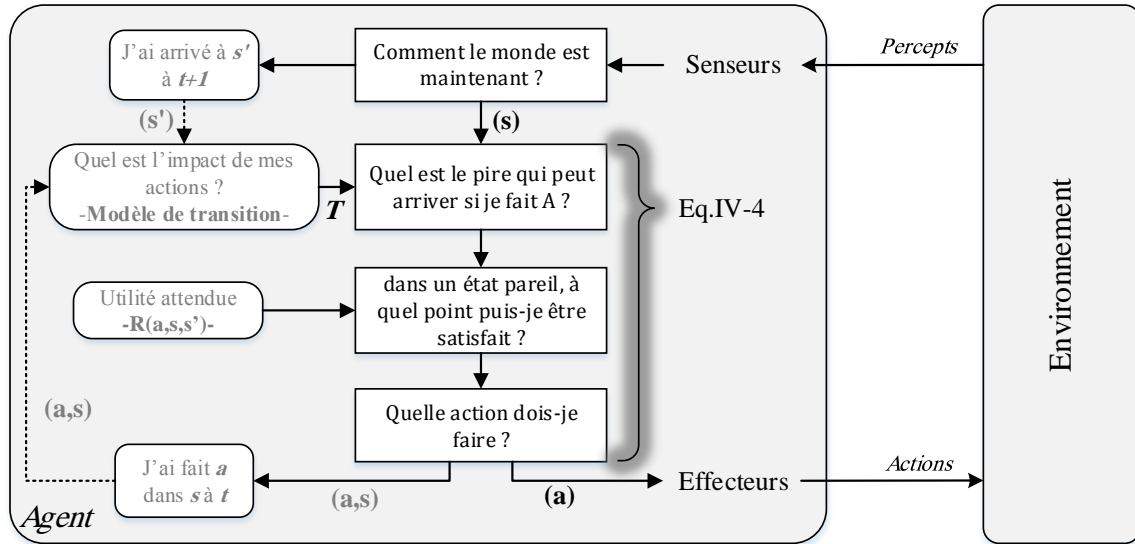 J'ai arrivé à s'
à t+1
Comment le monde est
maintenant ?
Senseurs
Percepts
(s')
(s)
Quel est l'impact de mes
actions ?
-Modèle de transition-
T
Quel est le pire qui peut
arriver si je fait A ?
Eq.IV-4
Environnement
Utilité attendue
-R(a,s,s’)-
dans un état pareil, à
quel point puis-je être
satisfait ?
(a,s)
Quelle action dois-je
faire ?
J'ai fait a
dans s à t
(a,s)
(a)
Effecteurs
Actions
Agent